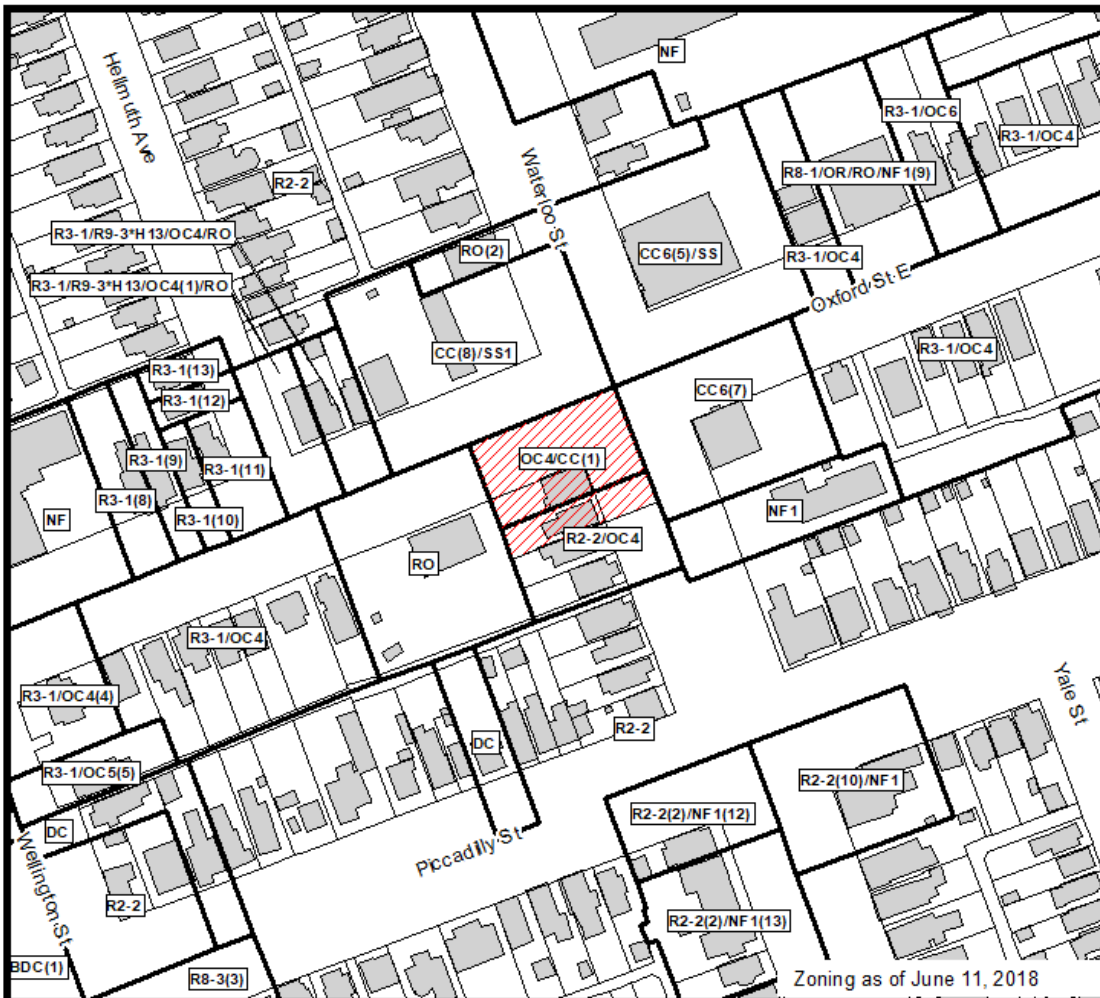 NF
Hellmuth Ave
R3-1/OC6
R3-1/OC4
Waterloo St
R8-1/OR/RO/NF1(9)
R2-2
R3-1/R9-3*H13/OC4/RO
RO(2)
CC6(5)/SS
R3-1/OC4
R3-1/R9-3*H13/OC4(1)/RO
Oxford St E
CC(8)/SS1
R3-1/OC4
R3-1(13)
CC6(7)
R3-1(12)
R3-1(9)
R3-1(11)
OC4/CC(1)
R3-1(8)
R3-1(10)
NF
NF1
R2-2/OC4
RO
R3-1/OC4
R3-1/OC4(4)
Yale St
R2-2
DC
R3-1/OC5(5)
R2-2(10)/NF1
R2-2(2)/NF1(12)
DC
Piccadilly St
Wellington St
R2-2
R2-2(2)/NF1(13)
BDC(1)
R8-3(3)
Zoning as of June 11, 2018